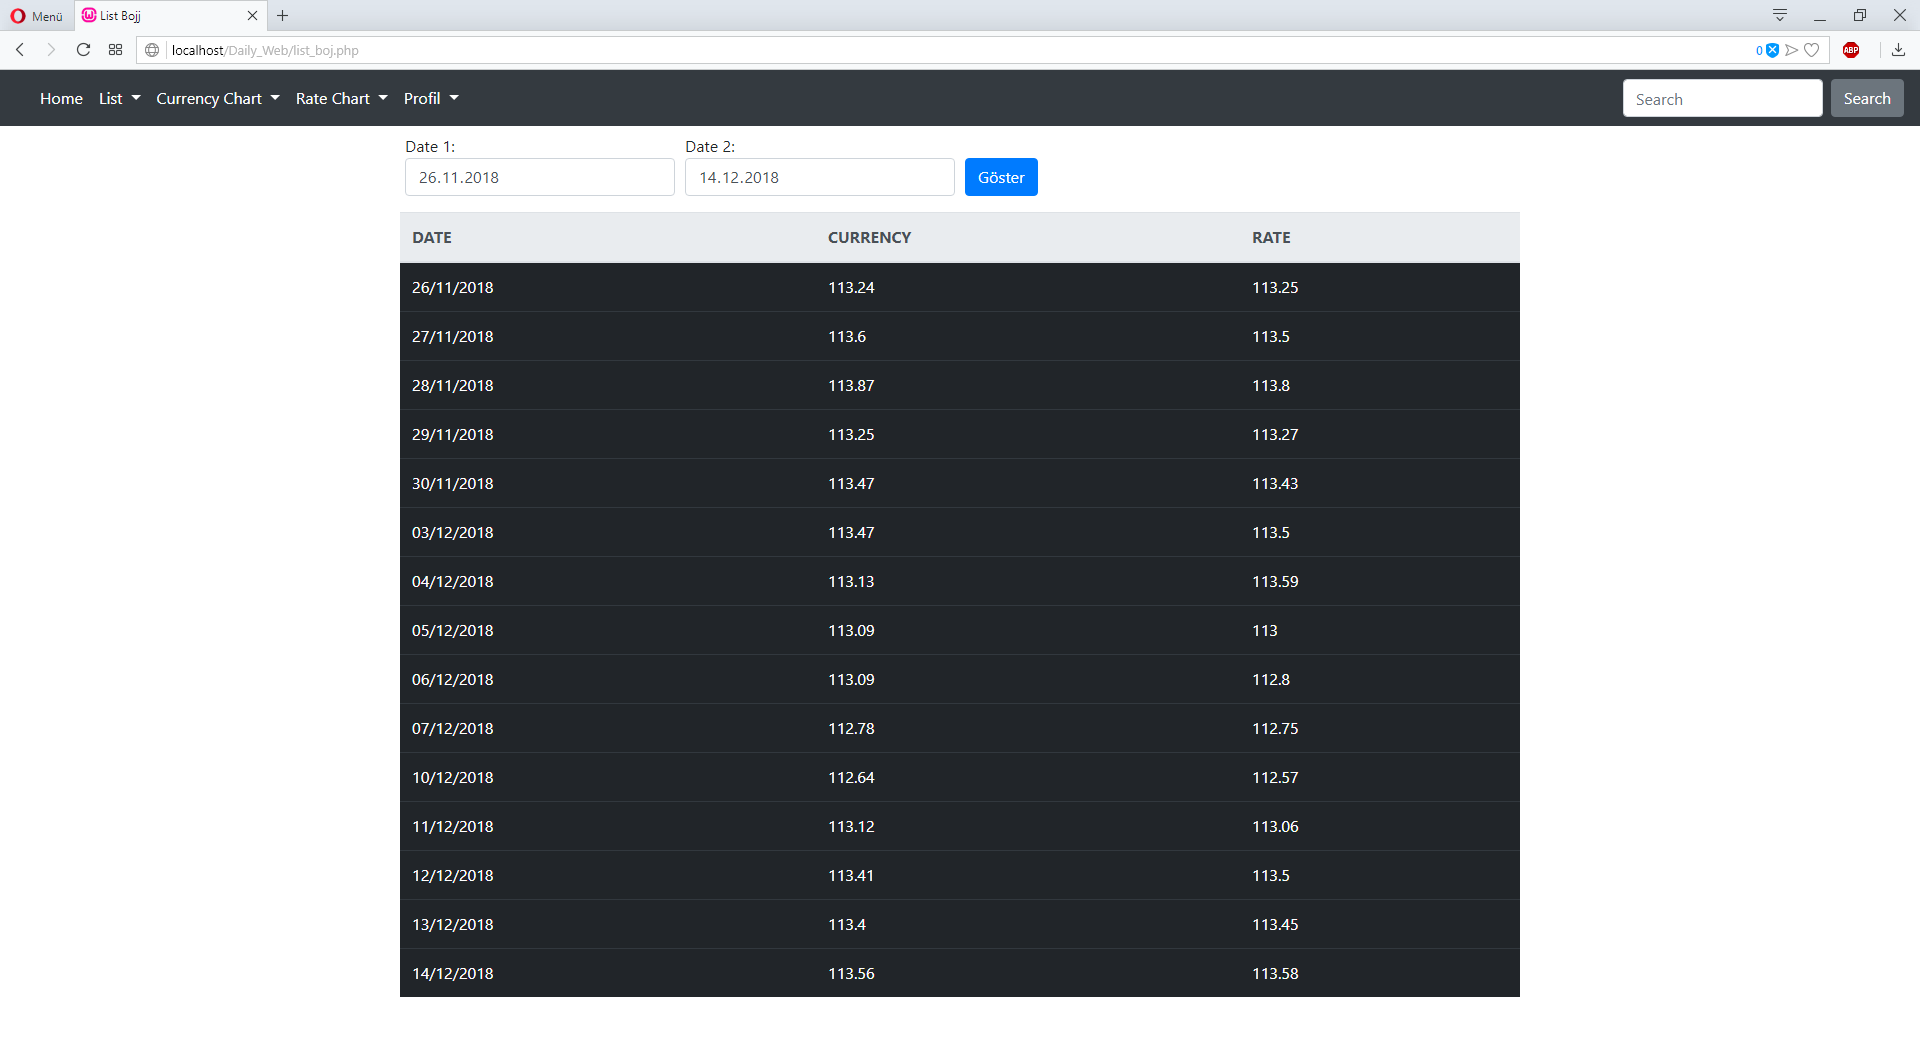 Menü List Bojj
localhost/Daily_Web/list_boj.php 0 ABP
Home List Currency Chart Rate Chart Profil Search Search
Date 1: Date 2:
26.11.2018 14.12.2018 Göster
DATE CURRENCY RATE
26/11/2018 113.24 113.25
27/11/2018 113.6 113.5
28/11/2018 113.87 113.8
29/11/2018 113.25 113.27
30/11/2018 113.47 113.43
03/12/2018 113.47 113.5
04/12/2018 113.13 113.59
05/12/2018 113.09 113
06/12/2018 113.09 112.8
07/12/2018 112.78 112.75
10/12/2018 112.64 112.57
11/12/2018 113.12 113.06
12/12/2018 113.41 113.5
13/12/2018 113.4 113.45
14/12/2018 113.56 113.58